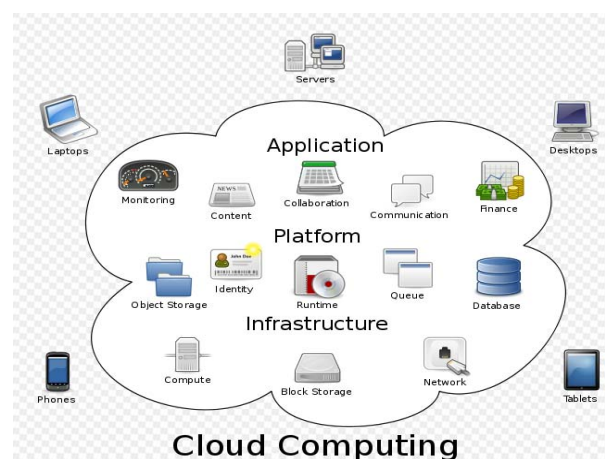 Servers
Laptops
Desktops
Application
Monitoring
NEWS
Content
Collaboration
Communication
Finance
Platform
Object Storage
John Doe
Identity
Runtime
Queue
Database
Infrastructure
Compute
Block Storage
Network
Phones
Tablets
Cloud Computing